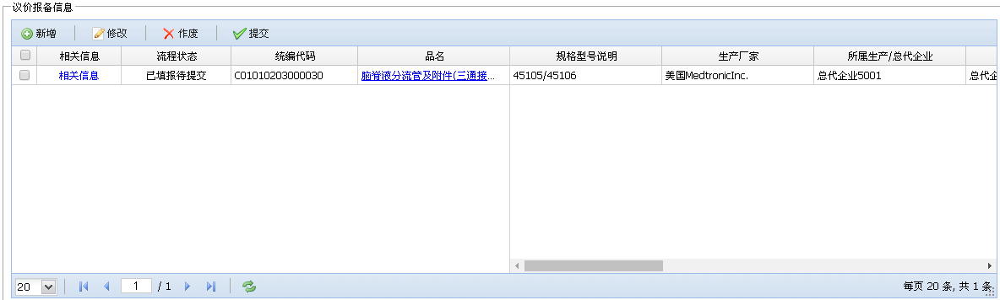 议价报备信息
新增 修改 作废 提交
相关信息 流程状态 统编代码 品名 规格型号说明 生产厂家 所属生产/总代企业
相关信息 已填报待提交 C01010203000030 脑脊液分流管及附件(三通接... 45105/45106 美国MedtronicInc. 总代企业5001 总代企
20 1 / 1 每页 20 条, 共 1 条